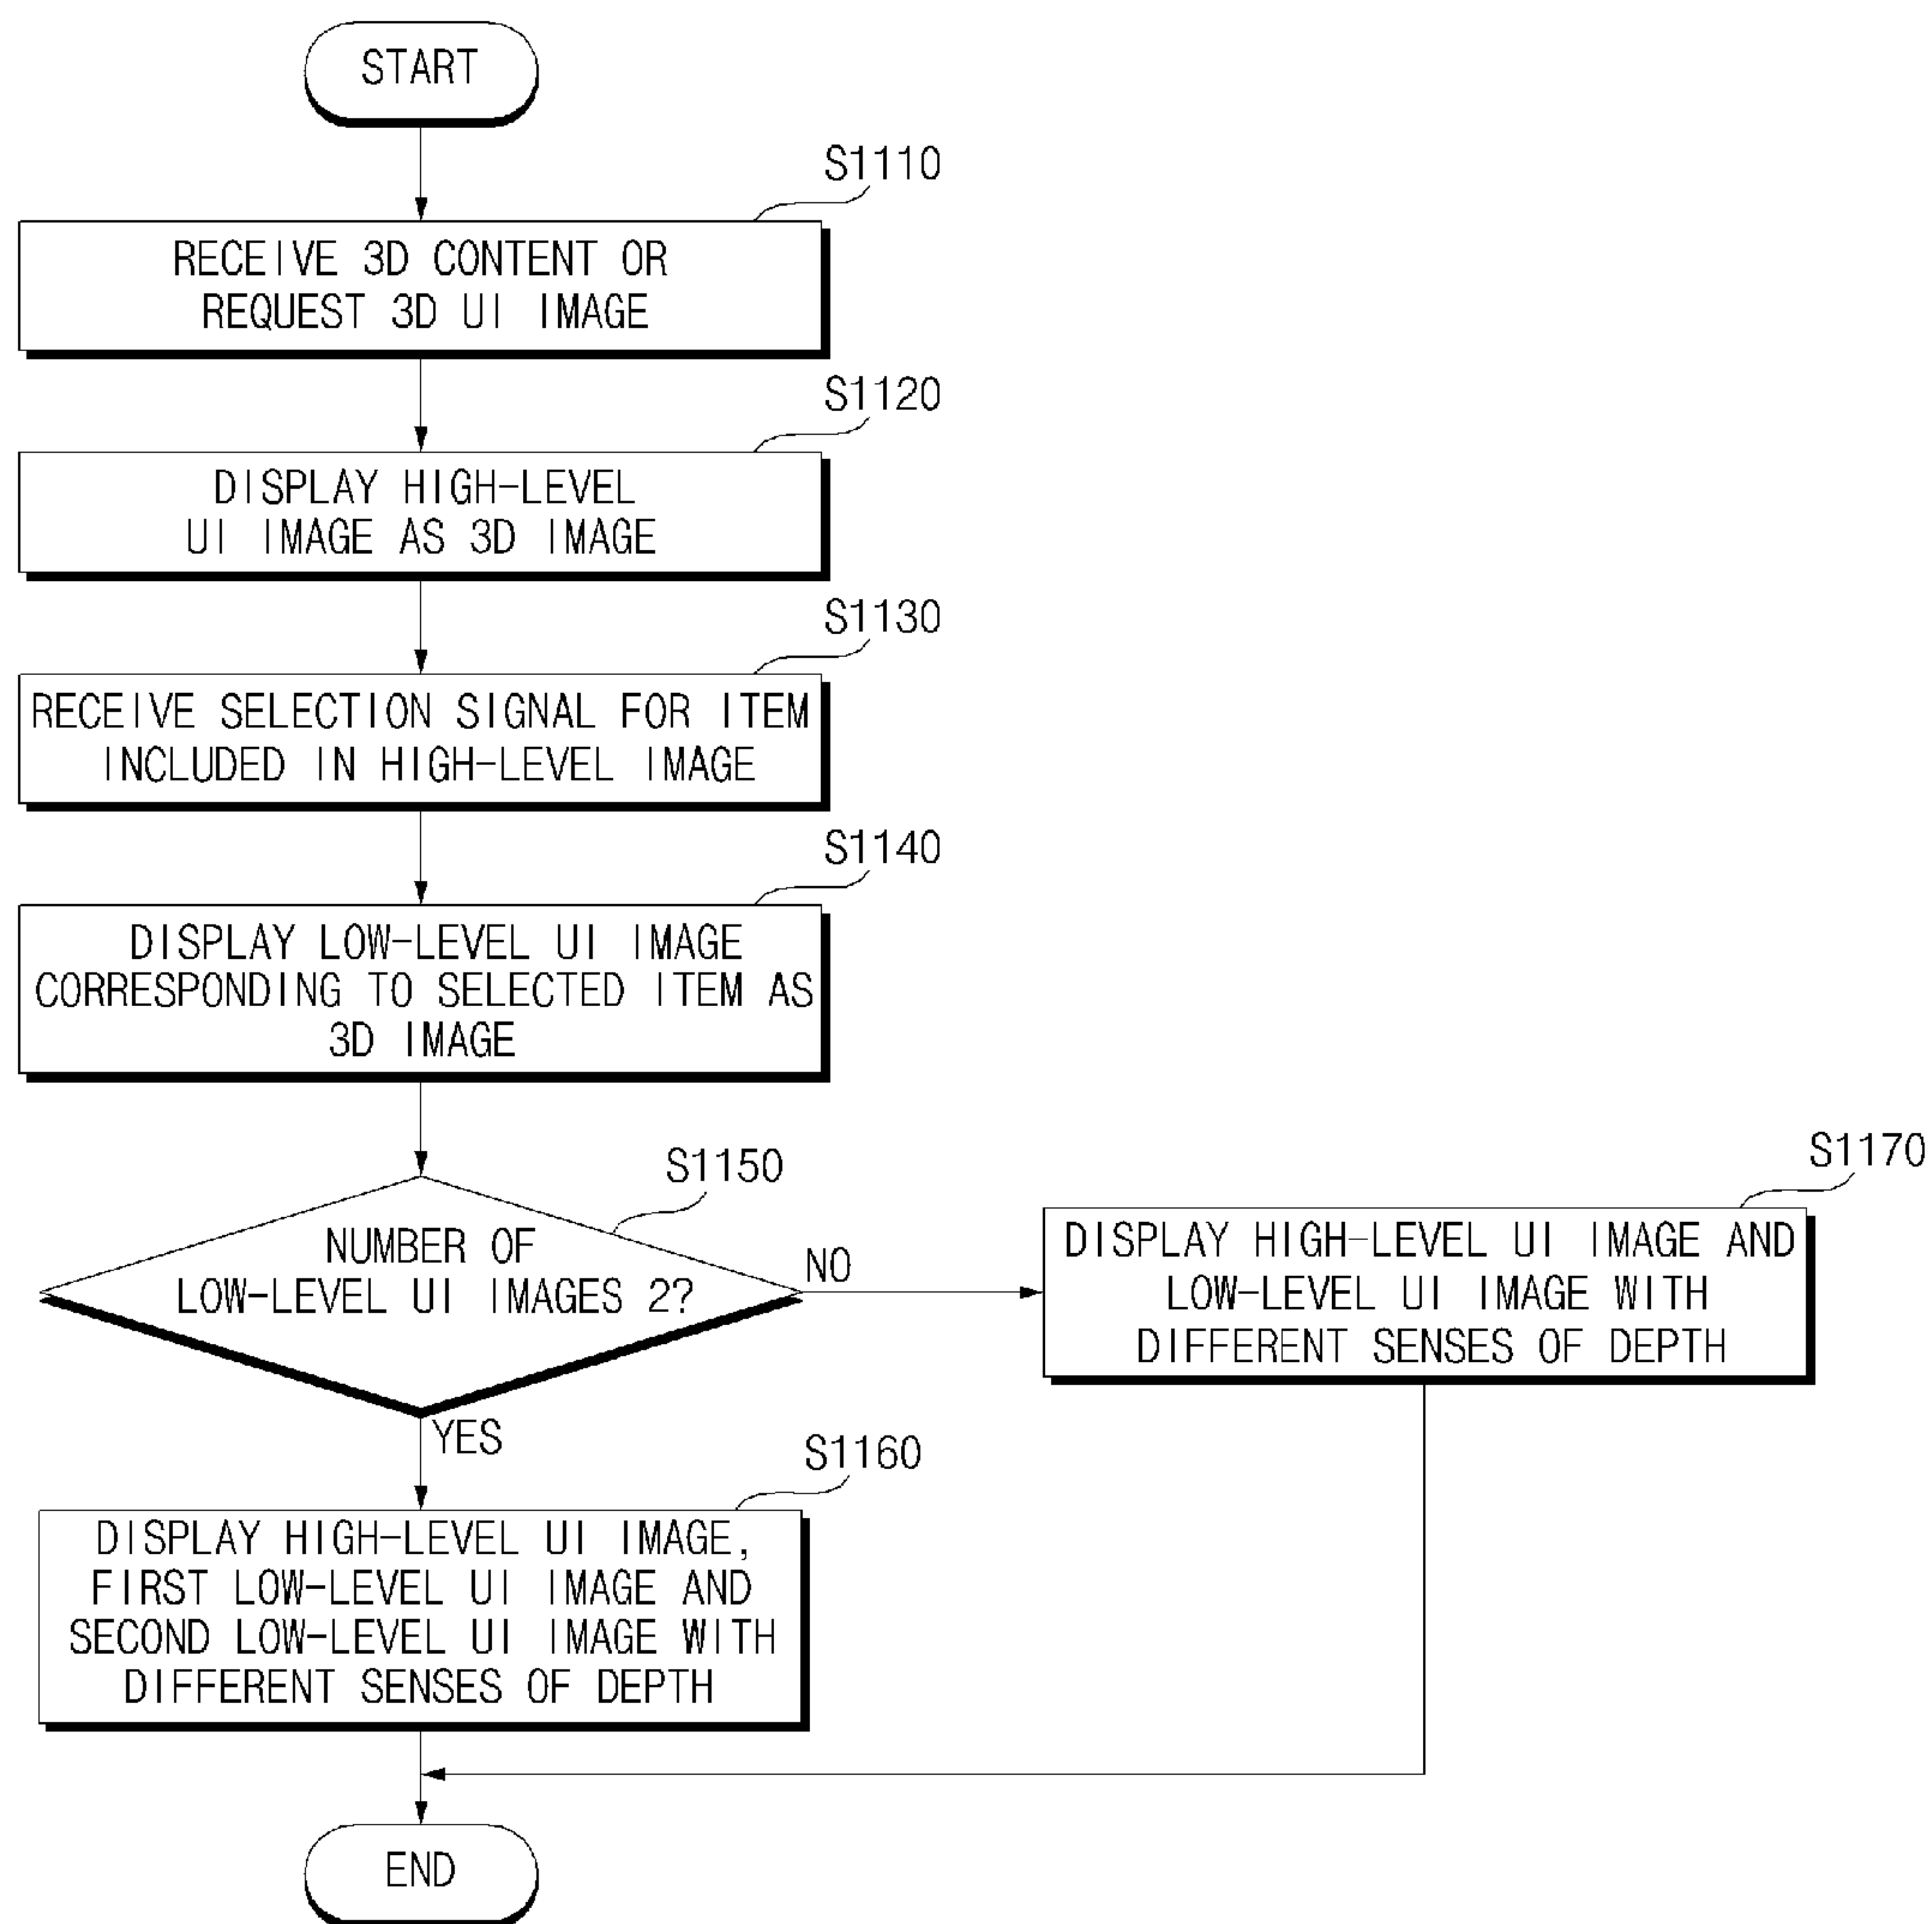 START
S1110
RECEIVE 3D CONTENT OR
REQUEST 3D UI IMAGE
S1120
DISPLAY HIGH-LEVEL
UI IMAGE AS 3D IMAGE
S1130
RECEIVE SELECTION SIGNAL FOR ITEM
INCLUDED IN HIGH-LEVEL IMAGE
S1140
DISPLAY LOW-LEVEL UI IMAGE
CORRESPONDING TO SELECTED ITEM AS
3D IMAGE
S1150
NUMBER OF
LOW-LEVEL UI IMAGES 2?
NO
S1170
DISPLAY HIGH-LEVEL UI IMAGE AND
LOW-LEVEL UI IMAGE WITH
DIFFERENT SENSES OF DEPTH
YES
S1160
DISPLAY HIGH-LEVEL UI IMAGE,
FIRST LOW-LEVEL UI IMAGE AND
SECOND LOW-LEVEL UI IMAGE WITH
DIFFERENT SENSES OF DEPTH
END